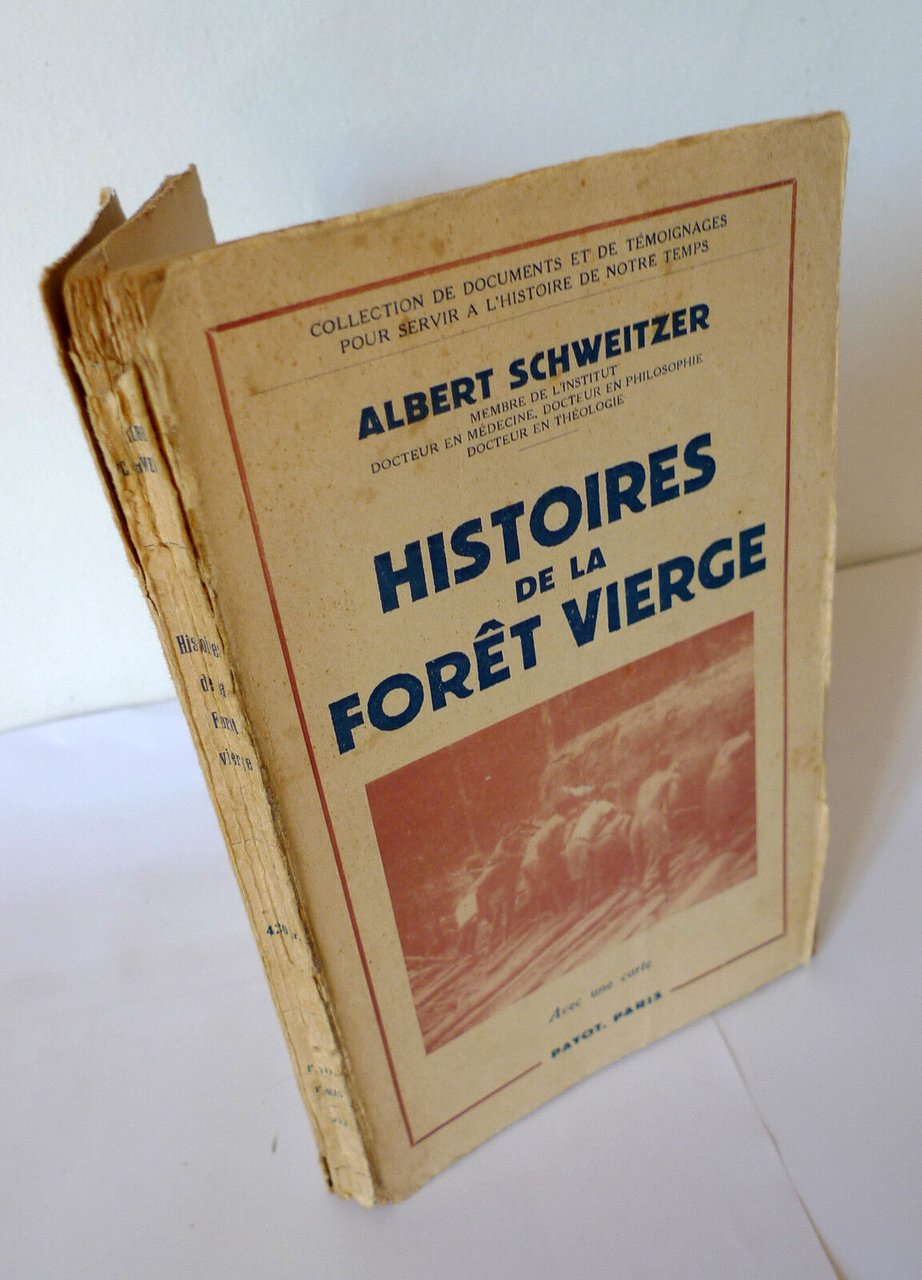 COLLECTION DE DOCUMENTS ET DE TÉMOIGNAGES
POUR SERVIR A L'HISTOIRE DE NOTRE TEMPS
ALBERT SCHWEITZER
MEMBRE DE L'INSTITUT
DOCTEUR EN MÉDECINE, DOCTEUR EN PHILOSOPHIE
DOCTEUR EN THÉOLOGIE
HISTOIRES
DE LA
FORÊT VIERGE
Avec une carte
PAYOT, PARIS
Histoires
de la
Forêt
vierge